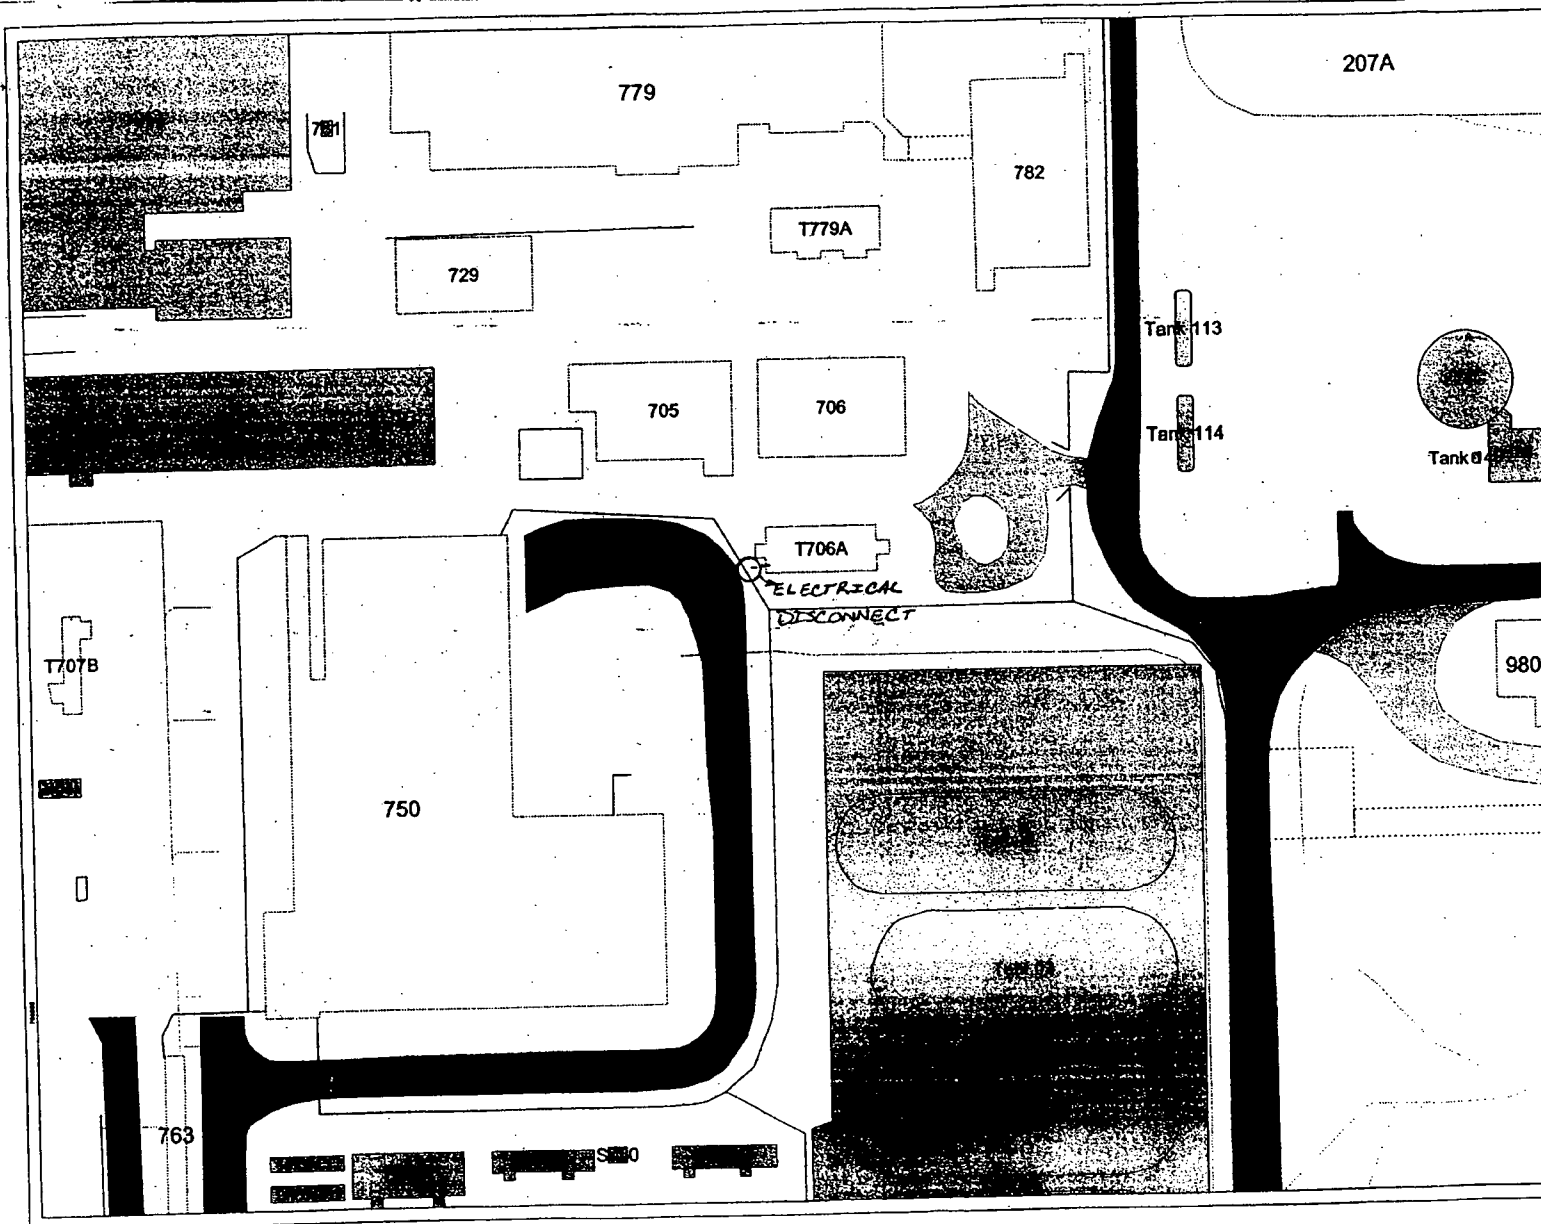 207A
779
782
T779A
729
Tank 113
705
706
Tank 114
T706A
ELECTRICAL
DISCONNECT
T707B
980
750
763